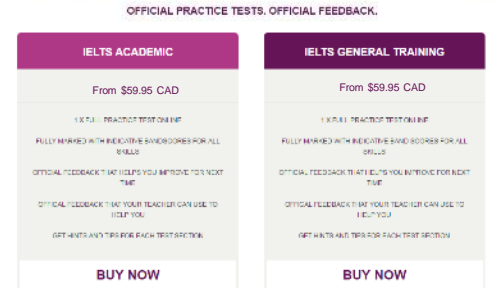 OFFICIAL PRACTICE TESTS. OFFICIAL FEEDBACK.
IELTS ACADEMIC
From $59.95 CAD
1 X FULL PRACTICE TEST ONLINE
FULLY MARKED WITH INDICATIVE BANDSCORES FOR ALL
SKILLS
OFFICIAL FEEDBACK THAT HELPS YOU IMPROVE FOR NEXT
TIME
OFFICAL FEEDBACK THAT YOUR TEACHER CAN USE TO
HELP YOU
GET HINTS AND TIPS FOR EACH TEST SECTION
BUY NOW
IELTS GENERAL TRAINING
From $59.95 CAD
1 X FULL PRACTICE TEST ONLINE
FULLY MARKED WITH INDICATIVE BAND SCORES FOR ALL
SKILLS
OFFICIAL FEEDBACK THAT HELPS YOU IMPROVE FOR NEXT
TIME
OFFICAL FEEDBACK THAT YOUR TEACHER CAN USE TO
HELP YOU
GET HINTS AND TIPS FOR EACH TEST SECTION
BUY NOW